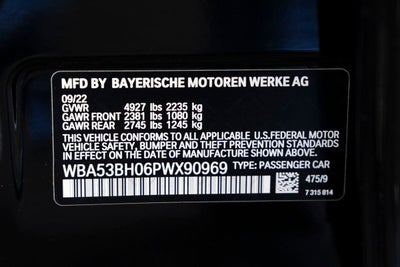 MFD BY BAYERISCHE MOTOREN WERKE AG
09/22
GVWR 4927 lbs 2235 kg
GAWR FRONT 2381 lbs 1080 kg
GAWR REAR 2745 lbs 1245 kg
THIS VEHICLE CONFORMS TO ALL APPLICABLE U.S.FEDERAL MOTOR
VEHICLE SAFETY, BUMPER AND THEFT PREVENTION STANDARDS
IN EFFECT ON THE DATE OF MANUFACTURE SHOWN ABOVE.
WBA53BH06PWX90969 TYPE: PASSENGER CAR
475/9
7 315 814